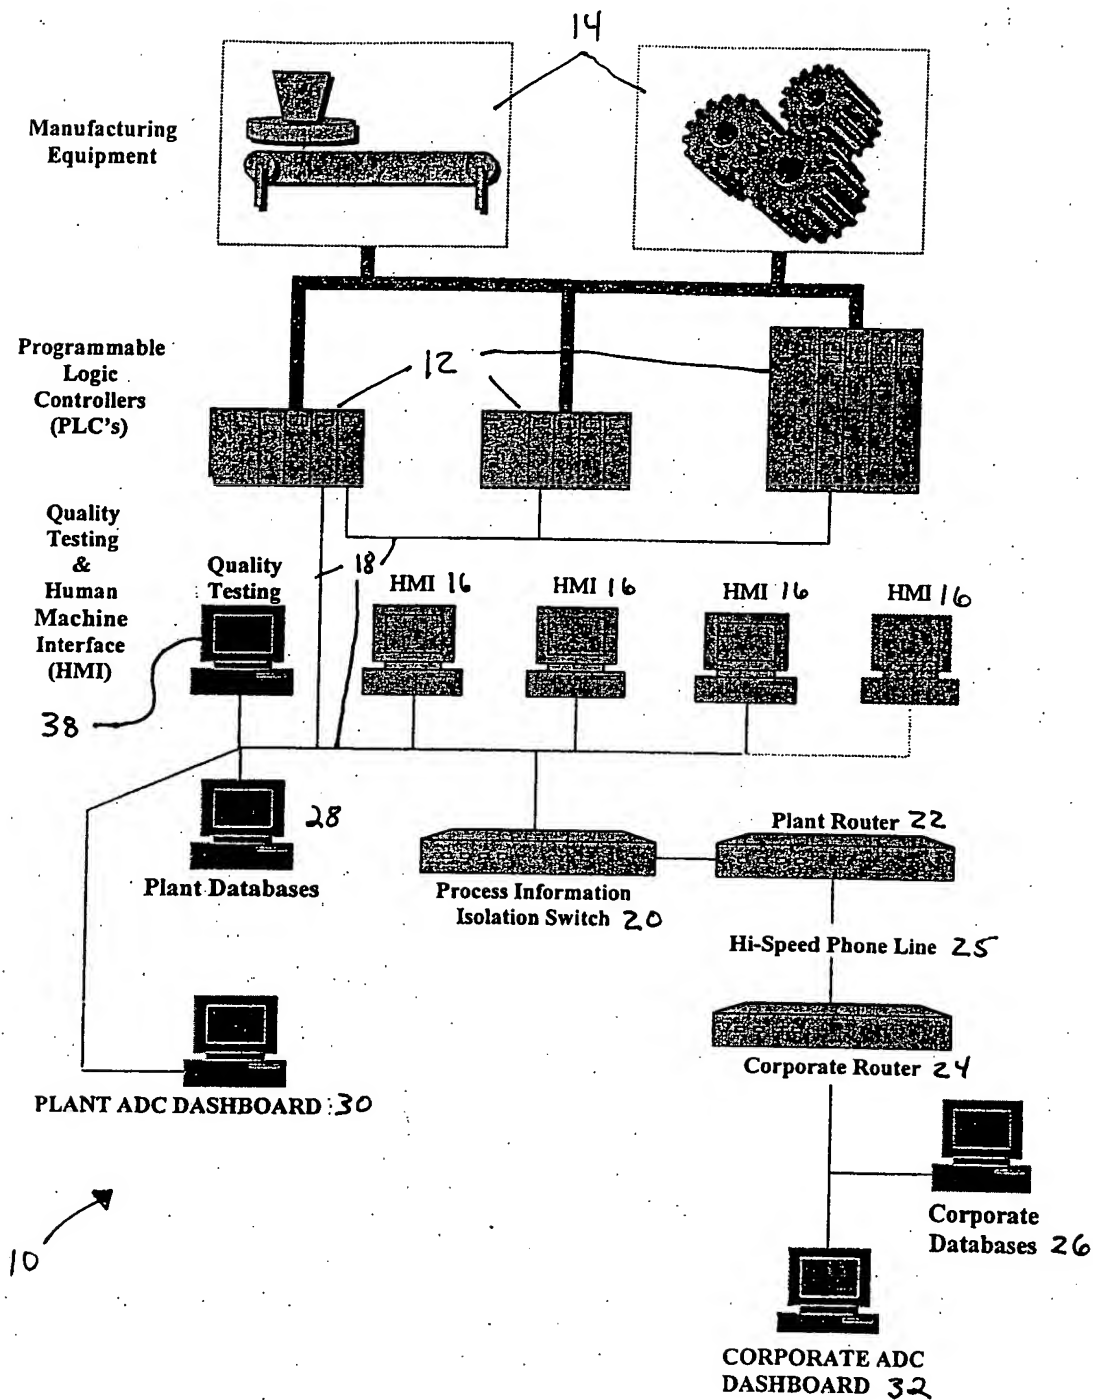 14
Manufacturing
Equipment
Programmable
Logic
Controllers
(PLC's)
12
Quality
Testing
&
Human
Machine
Interface
(HMI)
Quality
Testing
18
HMI 16
HMI 16
HMI 16
HMI 16
38
28
Plant Databases
Plant Router 22
Process Information
Isolation Switch 20
Hi-Speed Phone Line 25
Corporate Router 24
PLANT ADC DASHBOARD 30
10
Corporate
Databases 26
CORPORATE ADC
DASHBOARD 32